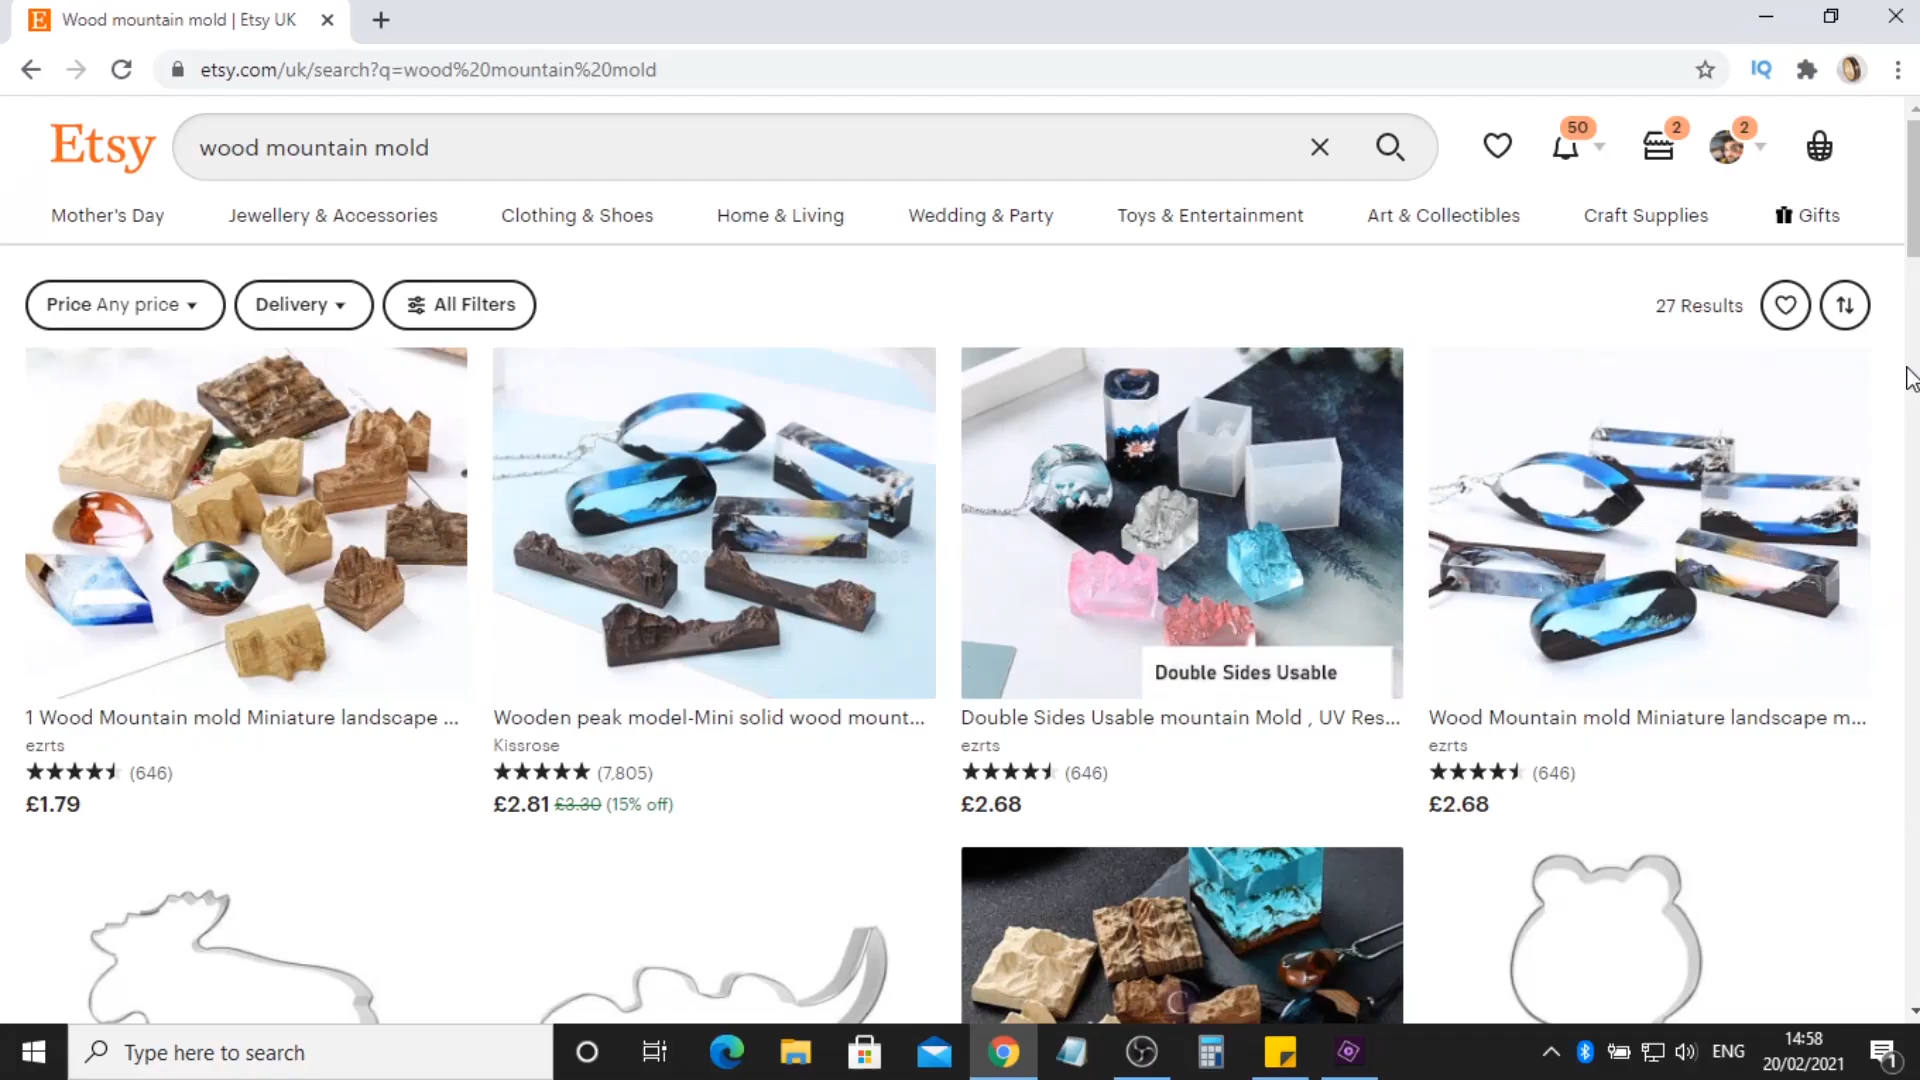 Wood mountain mold | Etsy UK
etsy.com/uk/search?q=wood%20mountain%20mold
IQ
Etsy
wood mountain mold
50
2
2
Mother's Day
Jewellery & Accessories
Clothing & Shoes
Home & Living
Wedding & Party
Toys & Entertainment
Art & Collectibles
Craft Supplies
Gifts
Price Any price
Delivery
All Filters
27 Results
Double Sides Usable
1 Wood Mountain mold Miniature landscape ...
ezrts
(646)
£1.79
Wooden peak model-Mini solid wood mount...
Kissrose
(7,805)
£2.81 £3.30 (15% off)
Double Sides Usable mountain Mold , UV Res...
ezrts
(646)
£2.68
Wood Mountain mold Miniature landscape m...
ezrts
(646)
£2.68
Type here to search
ENG
14:58
20/02/2021
1